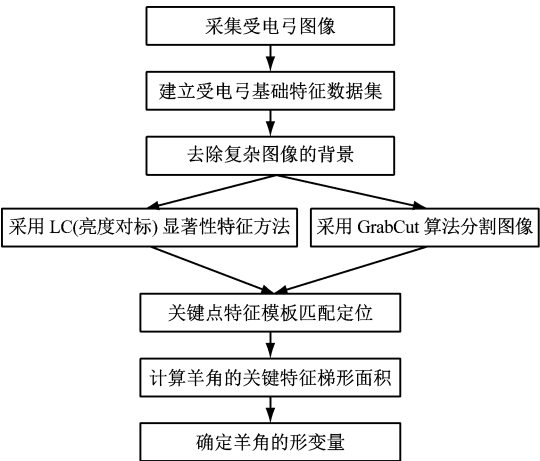 采集受电弓图像
建立受电弓基础特征数据集
去除复杂图像的背景
采用 LC(亮度对标) 显著性特征方法
采用 GrabCut 算法分割图像
关键点特征模板匹配定位
计算羊角的关键特征梯形面积
确定羊角的形变量